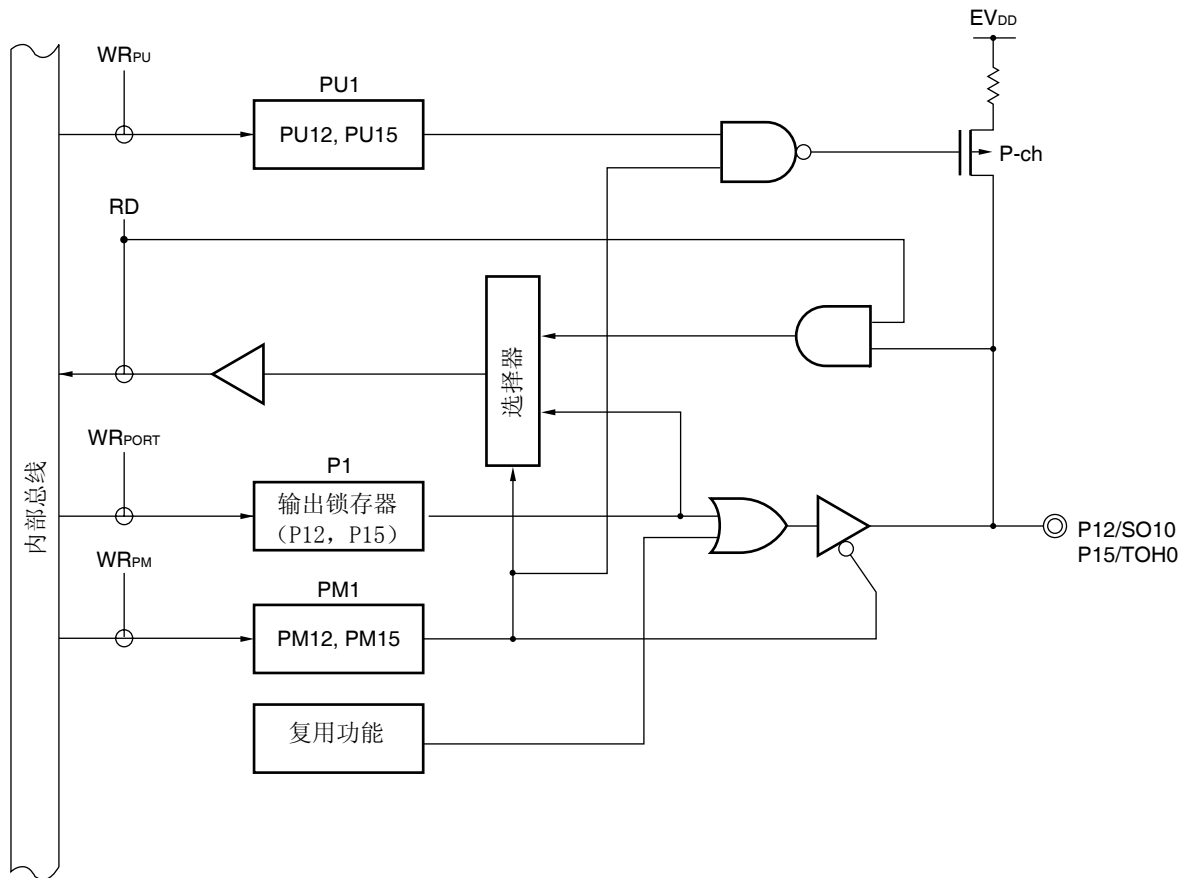 EVDD
WRPU
PU1
PU12, PU15
P-ch
RD
选择器
WRPORT
P1
输出锁存器
（P12，P15）
内部总线
P12/SO10
P15/TOH0
WRPM
PM1
PM12, PM15
复用功能